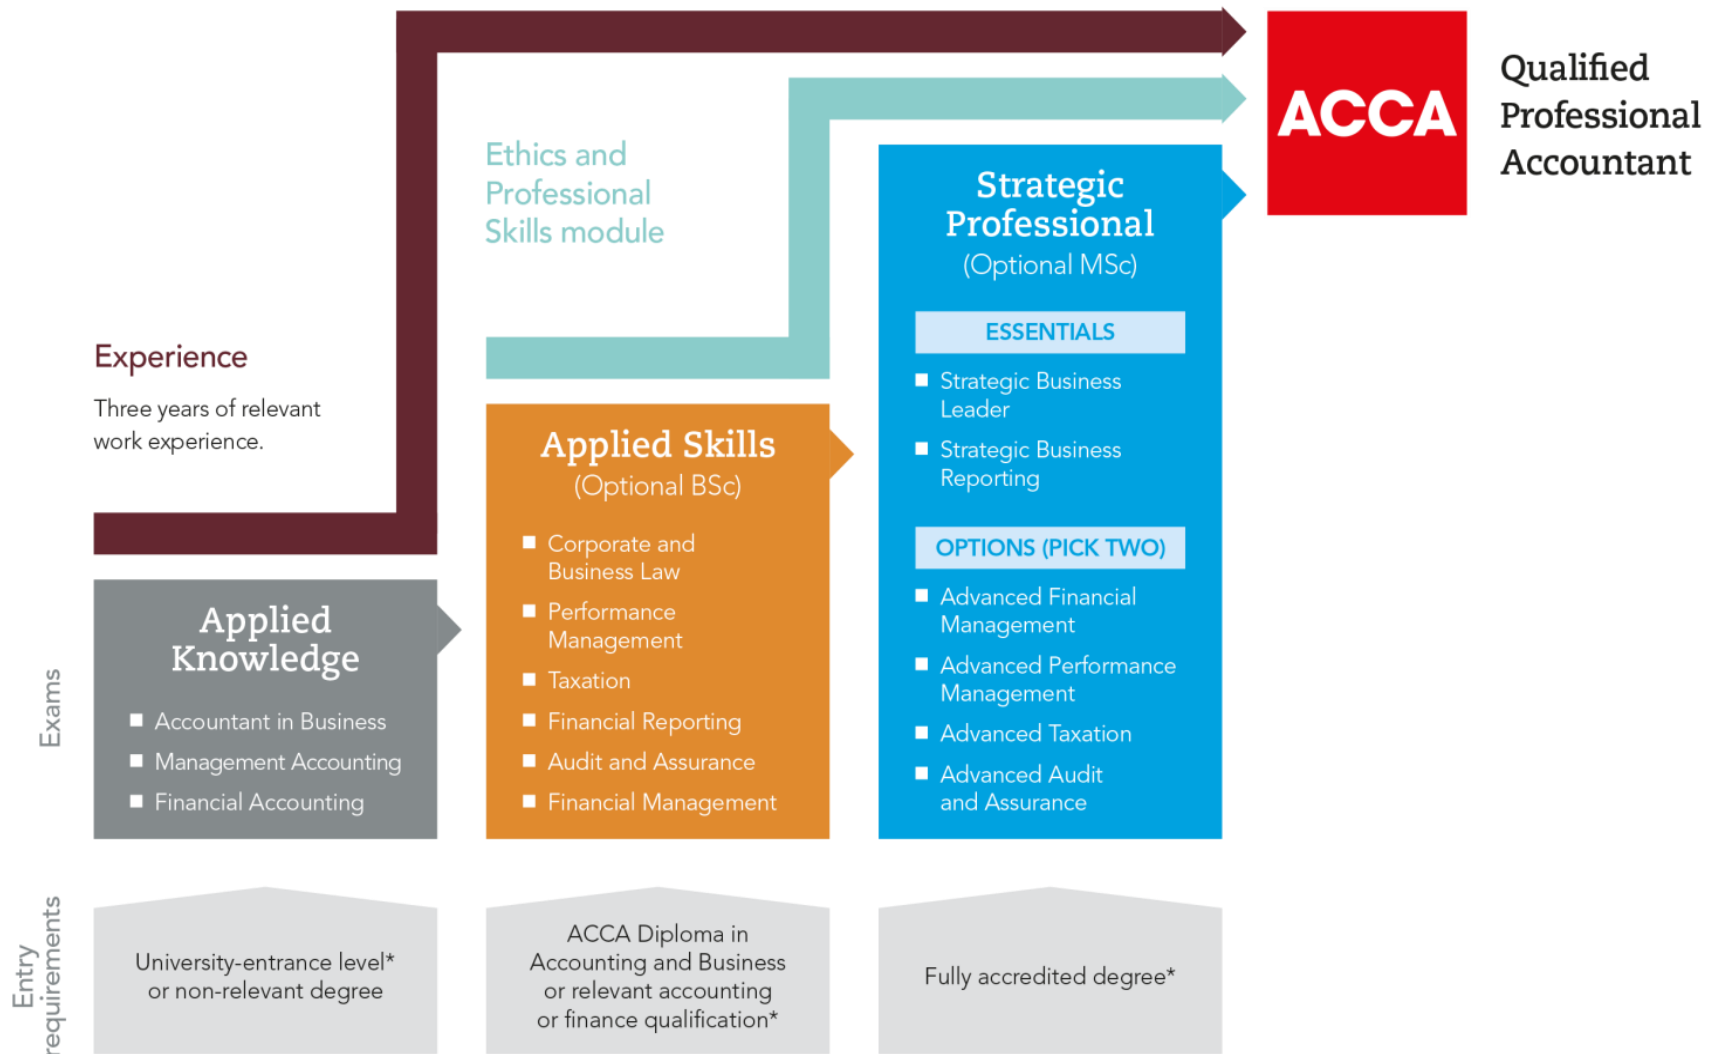 ACCA
Qualified
Professional
Accountant
Ethics and
Professional
Skills module
Experience
Three years of relevant
work experience.
Exams
Applied
Knowledge
Accountant in Business
Management Accounting
Financial Accounting
Applied Skills
(Optional BSc)
Corporate and
Business Law
Performance
Management
Taxation
Financial Reporting
Audit and Assurance
Financial Management
Strategic
Professional
(Optional MSc)
ESSENTIALS
Strategic Business
Leader
Strategic Business
Reporting
OPTIONS (PICK TWO)
Advanced Financial
Management
Advanced Performance
Management
Advanced Taxation
Advanced Audit
and Assurance
Entry
requirements
University-entrance level*
or non-relevant degree
ACCA Diploma in
Accounting and Business
or relevant accounting
or finance qualification*
Fully accredited degree*